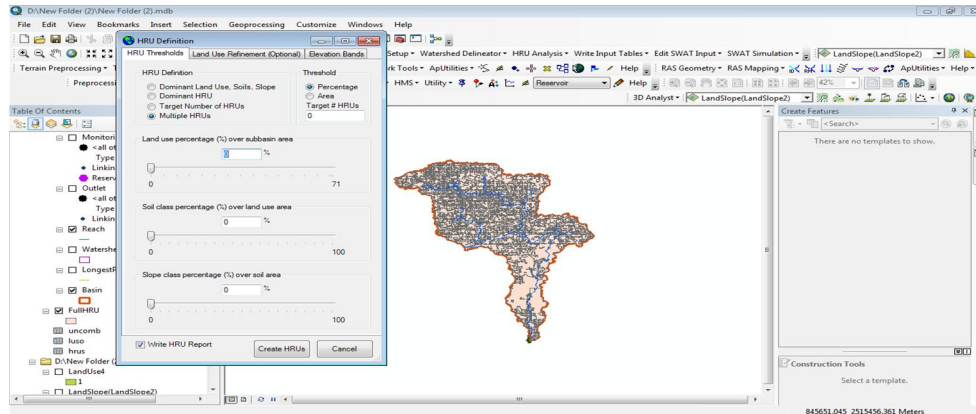 D:\New Folder (2)\New Folder (2).mdb
File Edit View Bookmarks Insert Selection Geoprocessing Customize Windows Help
HRU Definition
HRU Thresholds Land Use Refinement (Optional) Elevation Bands
Setup Watershed Delineator HRU Analysis Write Input Tables Edit SWAT Input SWAT Simulation LandSlope(LandSlope2)
Terrain Preprocessing
rk Tools ApUtilities Help RAS Geometry RAS Mapping ApUtilities Help
Preprocessi
HMS Utility Help Reservoir Help 42%
3D Analyst LandSlope(LandSlope2)
Table Of Contents
Monitori
<all ot
Type
Linkin
Reserv
Outlet
<all ot
Type
Linkin
Reach
Watershe
LongestP
Basin
FullHRU
uncomb
luso
hrus
D:\New Folder (2
LandUse4
1
LandSlope(LandSlope2)
HRU Definition
Dominant Land Use, Soils, Slope
Dominant HRU
Target Number of HRUs
Multiple HRUs
Threshold
Percentage
Area
Target # HRUs
0
Land use percentage (%) over subbasin area
0 %
0 71
Soil class percentage (%) over land use area
0 %
0 100
Slope class percentage (%) over soil area
0 %
0 100
Write HRU Report
Create HRUs Cancel
Create Features
<Search>
There are no templates to show.
Construction Tools
Select a template.
845651.045 2515456.361 Meters